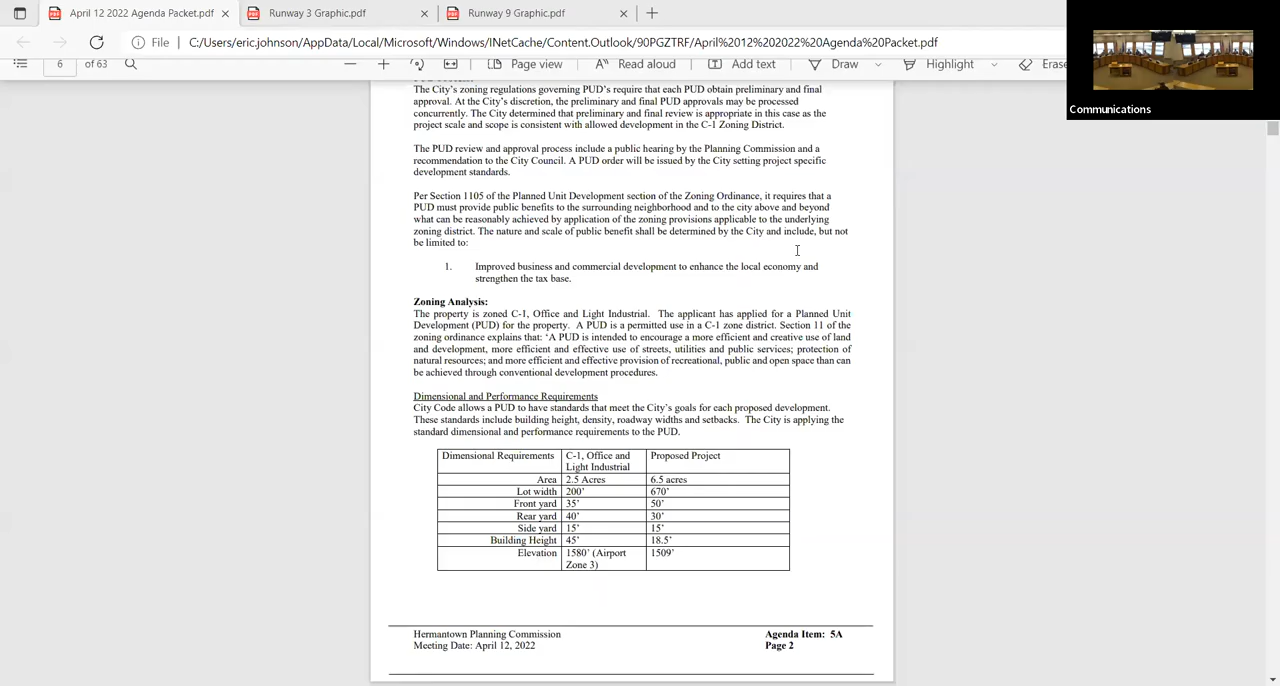 April 12 2022 Agenda Packet.pdf
Runway 3 Graphic.pdf
Runway 9 Graphic.pdf
File
C:/Users/eric.johnson/AppData/Local/Microsoft/Windows/INetCache/Content.Outlook/90PGZTRF/April%2012%202022%20Agenda%20Packet.pdf
6 of 63
Page view
Read aloud
Add text
Draw
Highlight
Erase
Communications
The City's zoning regulations governing PUD's require that each PUD obtain preliminary and final
approval. At the City's discretion, the preliminary and final PUD approvals may be processed
concurrently. The City determined that preliminary and final review is appropriate in this case as the
project scale and scope is consistent with allowed development in the C-1 Zoning District.
The PUD review and approval process include a public hearing by the Planning Commission and a
recommendation to the City Council. A PUD order will be issued by the City setting project specific
development standards.
Per Section 1105 of the Planned Unit Development section of the Zoning Ordinance, it requires that a
PUD must provide public benefits to the surrounding neighborhood and to the city above and beyond
what can be reasonably achieved by application of the zoning provisions applicable to the underlying
zoning district. The nature and scale of public benefit shall be determined by the City and include, but not
be limited to:
1. Improved business and commercial development to enhance the local economy and
strengthen the tax base.
Zoning Analysis:
The property is zoned C-1, Office and Light Industrial. The applicant has applied for a Planned Unit
Development (PUD) for the property. A PUD is a permitted use in a C-1 zone district. Section 11 of the
zoning ordinance explains that: 'A PUD is intended to encourage a more efficient and creative use of land
and development, more efficient and effective use of streets, utilities and public services; protection of
natural resources; and more efficient and effective provision of recreational, public and open space than can
be achieved through conventional development procedures.
Dimensional and Performance Requirements
City Code allows a PUD to have standards that meet the City's goals for each proposed development.
These standards include building height, density, roadway widths and setbacks. The City is applying the
standard dimensional and performance requirements to the PUD.
Dimensional Requirements C-1, Office and Proposed Project
Light Industrial
Area 2.5 Acres 6.5 acres
Lot width 200' 670'
Front yard 35' 50'
Rear yard 40' 30'
Side yard 15' 15'
Building Height 45' 18.5'
Elevation 1580' (Airport 1509'
Zone 3)
Hermantown Planning Commission Agenda Item: 5A
Meeting Date: April 12, 2022 Page 2